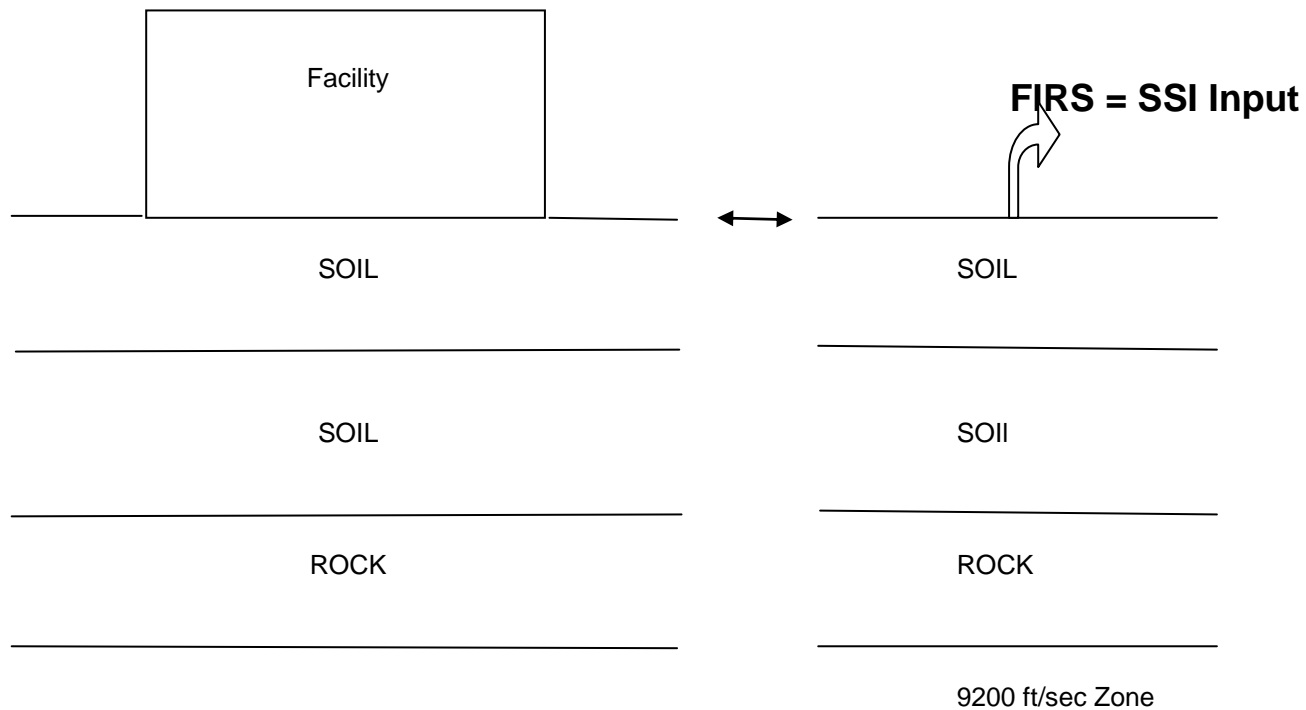 Facility
FIRS = SSI Input
SOIL
SOIL
SOIL
SOIl
ROCK
ROCK
9200 ft/sec Zone